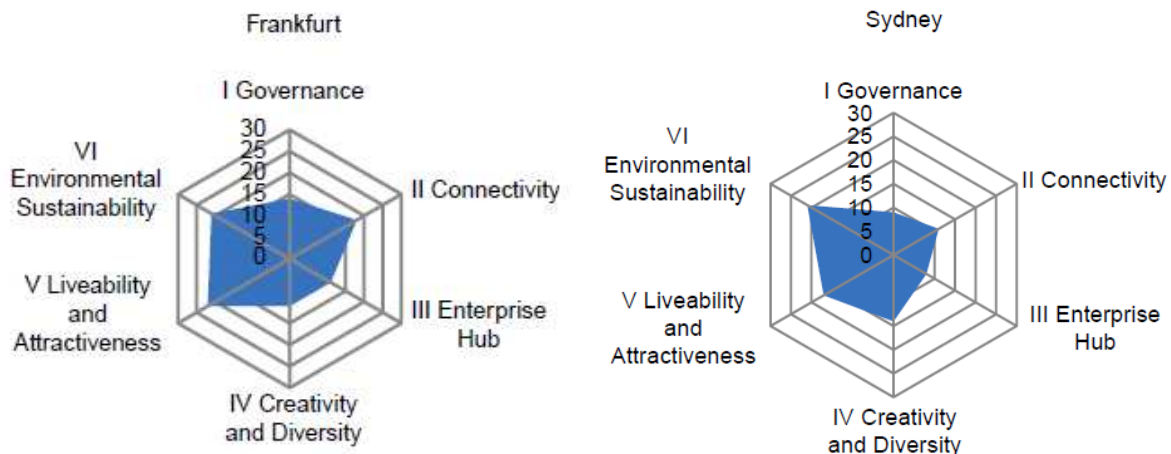 Frankfurt
I Governance
30
25
20
15
10
5
0
VI
Environmental
Sustainability
II Connectivity
V Liveability
and
Attractiveness
III Enterprise
Hub
IV Creativity
and Diversity
Sydney
I Governance
30
25
20
15
10
5
0
VI
Environmental
Sustainability
II Connectivity
V Liveability
and
Attractiveness
III Enterprise
Hub
IV Creativity
and Diversity